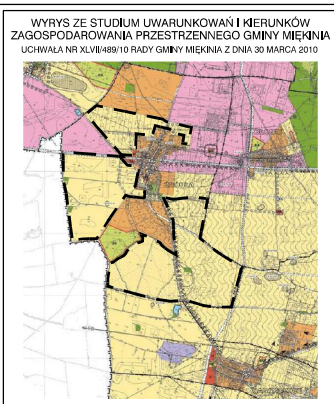 WYRYS ZE STUDIUM UWARUNKOWAŃ I KIERUNKÓW
ZAGOSPODAROWANIA PRZESTRZENNEGO GMINY MIĘKINIA
UCHWAŁA NR XLVII/489/10 RADY GMINY MIĘKINIA Z DNIA 30 MARCA 2010